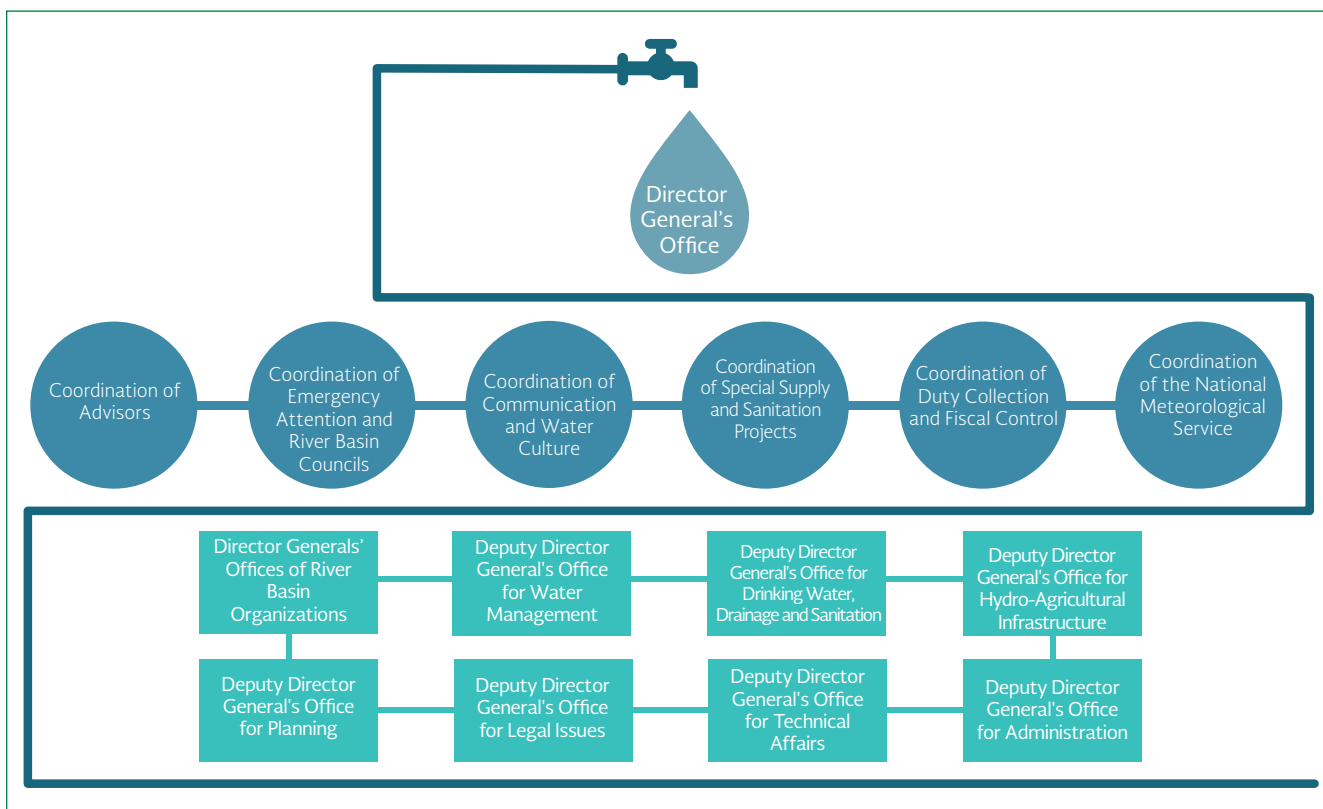 Director
General’s
Office
Coordination of
Advisors
Coordination of
Emergency
Attention and
River Basin
Councils
Coordination of
Communication
and Water
Culture
Coordination
of Special Supply
and Sanitation
Projects
Coordination of
Duty Collection
and Fiscal Control
Coordination
of the National
Meteorological
Service
Director Generals’
Offices of River
Basin
Organizations
Deputy Director
General's Office
for Water
Management
Deputy Director
General's Office for
Drinking Water,
Drainage and Sanitation
Deputy Director
General's Office for
Hydro-Agricultural
Infrastructure
Deputy Director
General's Office
for Planning
Deputy Director
General's Office
for Legal Issues
Deputy Director
General's Office
for Technical
Affairs
Deputy Director
General's Office
for Administration